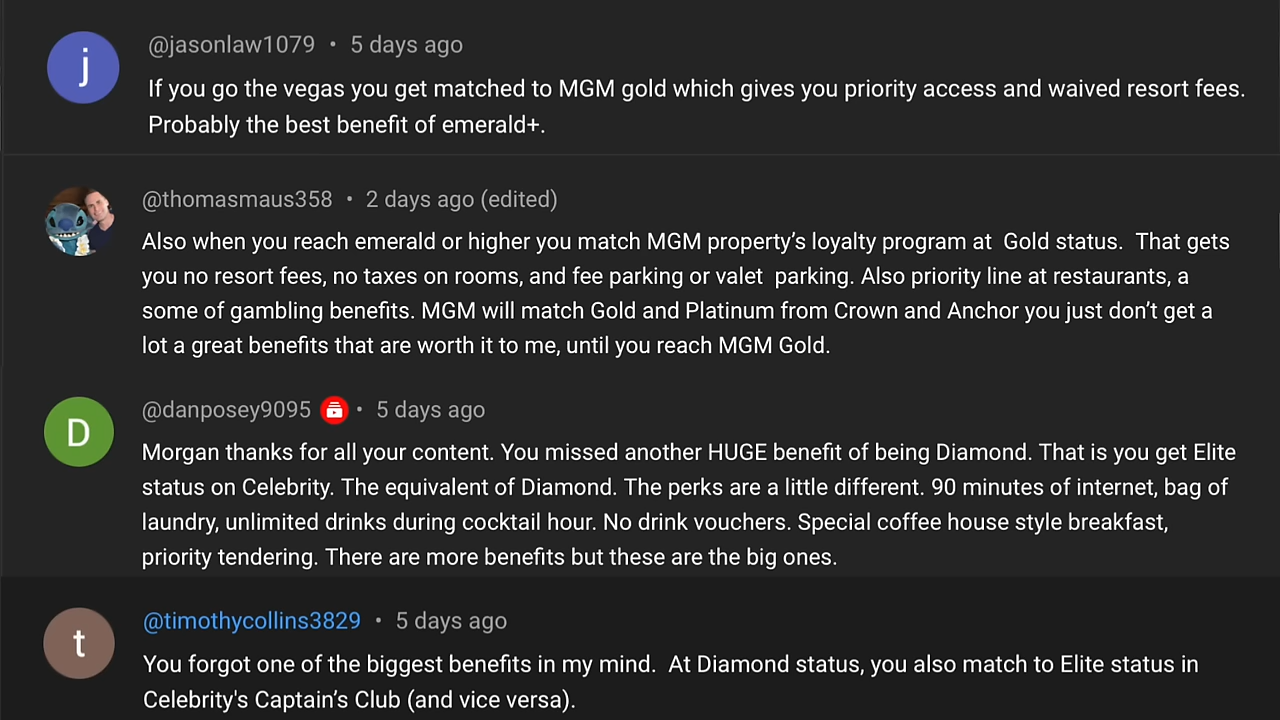 j
@jasonlaw1079 • 5 days ago
If you go the vegas you get matched to MGM gold which gives you priority access and waived resort fees.
Probably the best benefit of emerald+.
@thomasmaus358 • 2 days ago (edited)
Also when you reach emerald or higher you match MGM property's loyalty program at  Gold status.  That gets
you no resort fees, no taxes on rooms, and fee parking or valet  parking. Also priority line at restaurants, a
some of gambling benefits. MGM will match Gold and Platinum from Crown and Anchor you just don't get a
lot a great benefits that are worth it to me, until you reach MGM Gold.
D
@danposey9095 • 5 days ago
Morgan thanks for all your content. You missed another HUGE benefit of being Diamond. That is you get Elite
status on Celebrity. The equivalent of Diamond. The perks are a little different. 90 minutes of internet, bag of
laundry, unlimited drinks during cocktail hour. No drink vouchers. Special coffee house style breakfast,
priority tendering. There are more benefits but these are the big ones.
t
@timothycollins3829 • 5 days ago
You forgot one of the biggest benefits in my mind.  At Diamond status, you also match to Elite status in
Celebrity's Captain's Club (and vice versa).